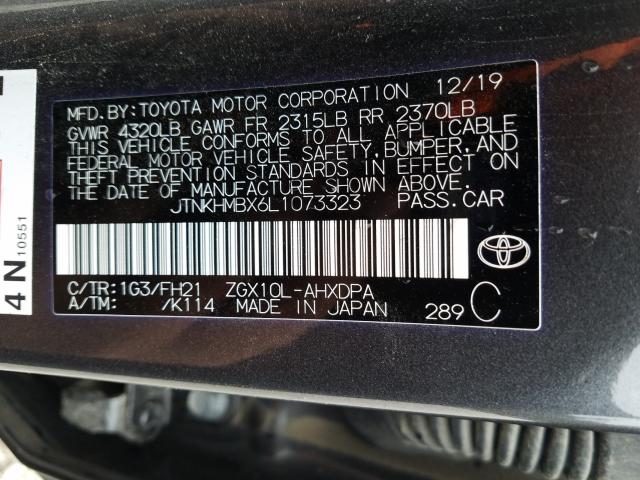 MFD. BY: TOYOTA MOTOR CORPORATION 12/19
GVWR 4320LB GAWR FR 2315LB RR 2370LB
THIS VEHICLE CONFORMS TO ALL APPLICABLE
FEDERAL MOTOR VEHICLE SAFETY, BUMPER, AND
THEFT PREVENTION STANDARDS IN EFFECT ON
THE DATE OF MANUFACTURE SHOWN ABOVE.
JTNKHMBX6L1073323 PASS.CAR
C/TR: 1G3/FH21 ZGX10L-AHXDPA
A/TM: /K114 MADE IN JAPAN 289 C
4 N 10551